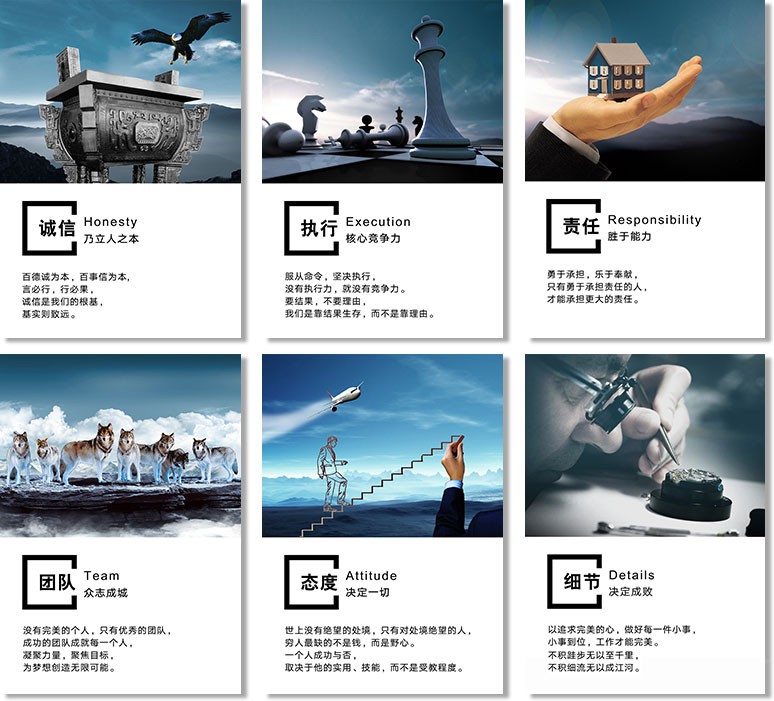 诚信
Honesty
乃立人之本
百德诚为本，百事信为本，
言必行，行必果，
诚信是我们的根基，
基实则致远。
执行
Execution
核心竞争力
服从命令，坚决执行，
没有执行力，就没有竞争力。
要结果，不要理由，
我们是靠结果生存，而不是靠理由。
责任
Responsibility
胜于能力
勇于承担，乐于奉献，
只有勇于承担责任的人，
才能承担更大的责任。
团队
Team
众志成城
没有完美的个人，只有优秀的团队，
成功的团队成就每一个人，
凝聚力量，聚焦目标，
为梦想创造无限可能。
态度
Attitude
决定一切
世上没有绝望的处境，只有对处境绝望的人，
穷人最缺的不是钱，而是野心。
一个人成功与否，
取决于他的实用、技能，而不是受教程度。
细节
Details
决定成败
以追求完美的心，做好每一件小事，
小事到位，工作才能完美。
不积跬步无以至千里，
不积细流无以成江河。